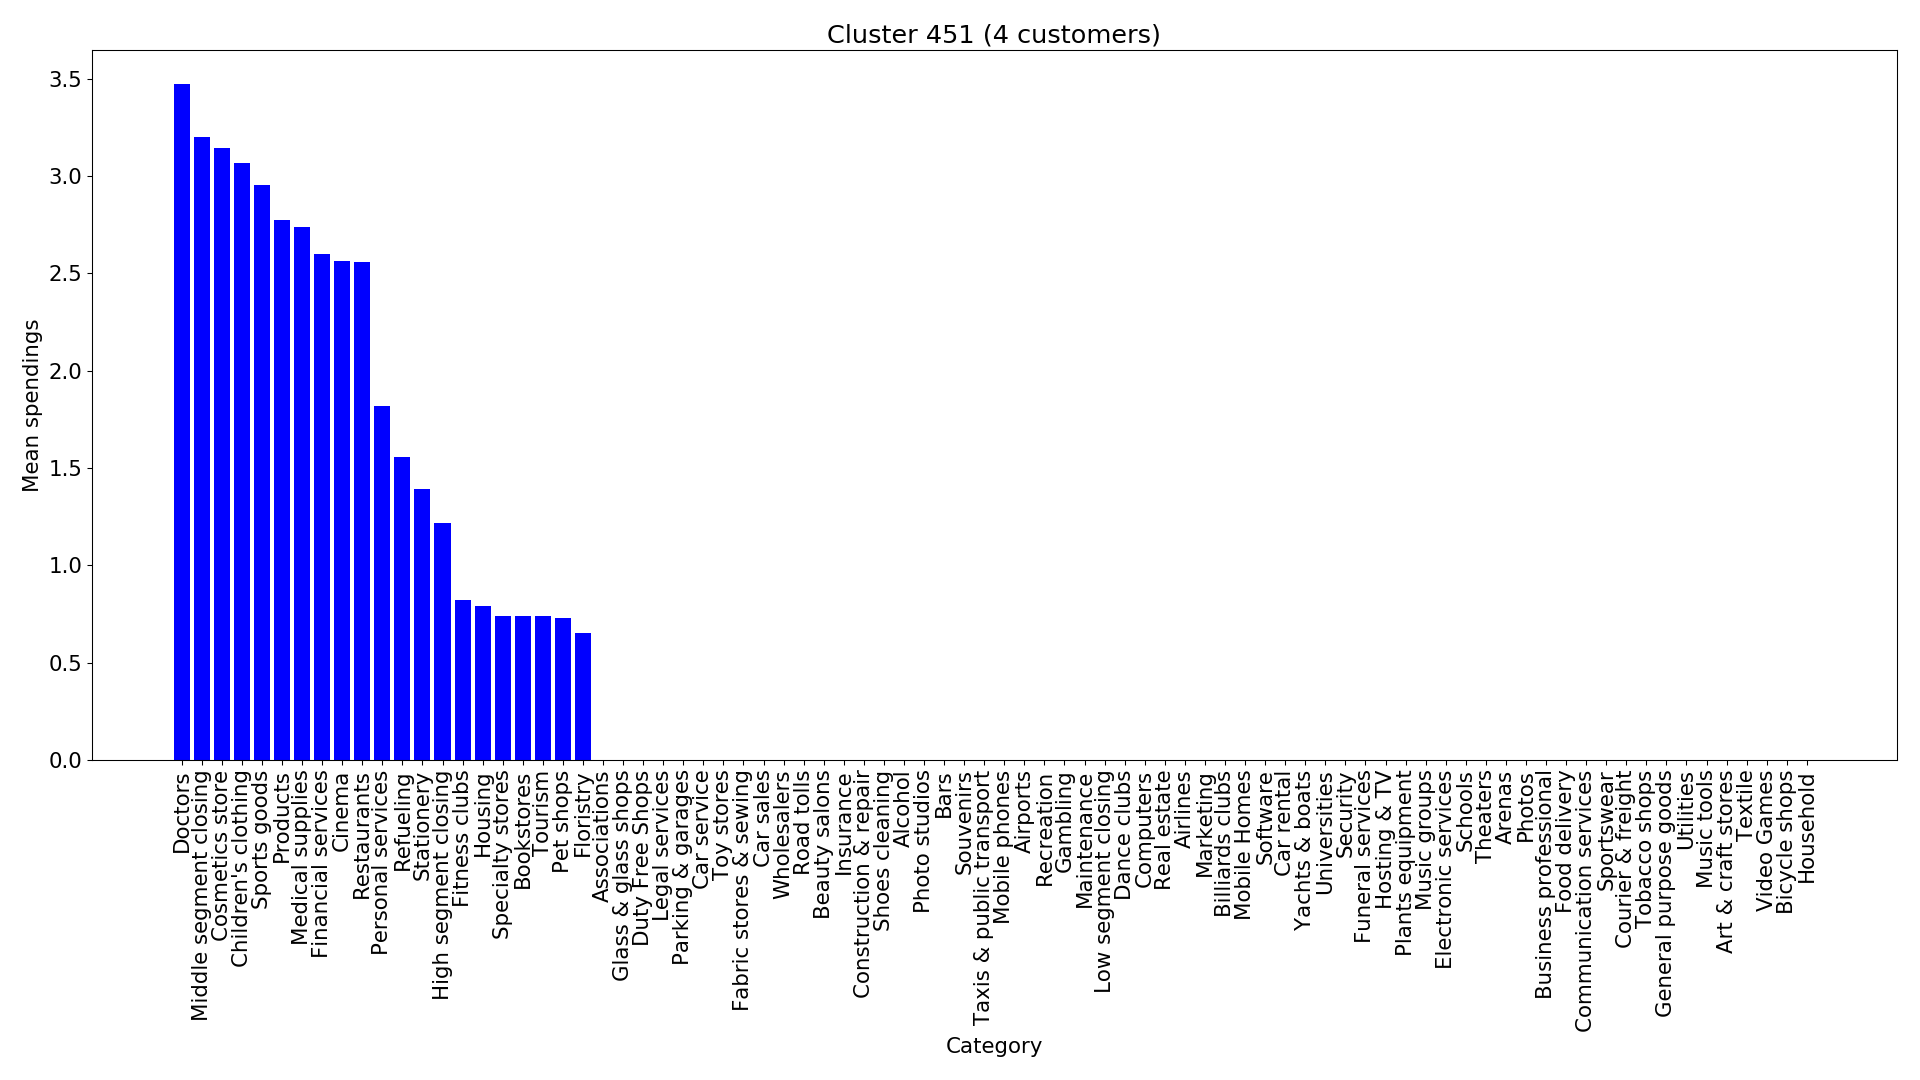 Cluster 451 (4 customers)
Mean spendings
3.5
3.0
2.5
2.0
1.5
1.0
0.5
0.0
Doctors
Middle segment closing
Cosmetics store
Children's clothing
Sports goods
Products
Medical supplies
Financial services
Cinema
Restaurants
Personal services
Refueling
Stationery
High segment closing
Fitness clubs
Housing
Specialty stores
Bookstores
Tourism
Pet shops
Floristry
Associations
Glass & glass shops
Duty Free Shops
Legal services
Parking & garages
Car service
Toy stores
Fabric stores & sewing
Car sales
Wholesalers
Road tolls
Beauty salons
Insurance
Construction & repair
Shoes cleaning
Alcohol
Photo studios
Bars
Souvenirs
Taxis & public transport
Mobile phones
Airports
Recreation
Gambling
Maintenance
Low segment closing
Dance clubs
Computers
Real estate
Airlines
Marketing
Billiards clubs
Mobile Homes
Software
Car rental
Yachts & boats
Universities
Security
Funeral services
Hosting & TV
Plants equipment
Music groups
Electronic services
Schools
Theaters
Arenas
Photos
Business professional
Food delivery
Communication services
Sportswear
Courier & freight
Tobacco shops
General purpose goods
Utilities
Music tools
Art & craft stores
Textile
Video Games
Bicycle shops
Household
Category